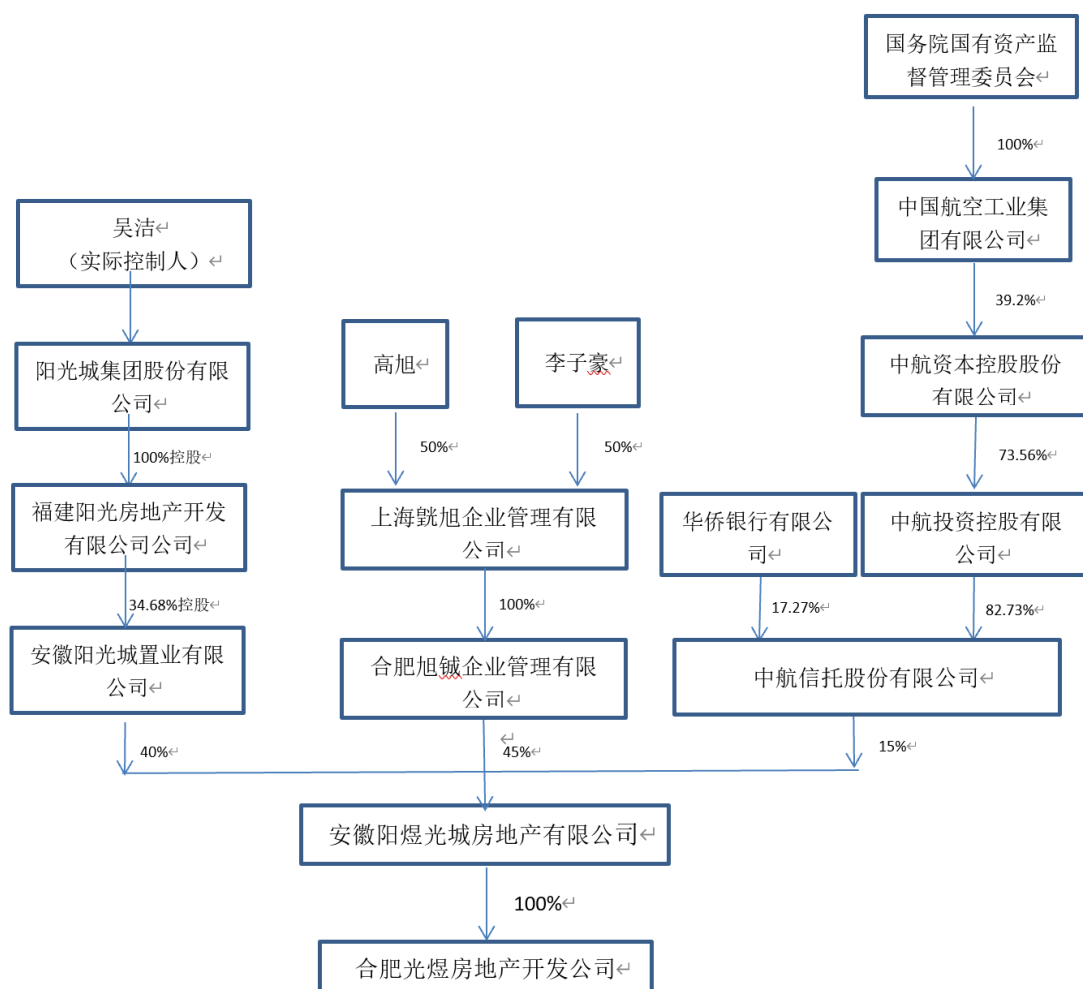 国务院国有资产监
督管理委员会↵
100%↵
中国航空工业集
团有限公司↵
吴洁↵
（实际控制人）↵
39.2%↵
阳光城集团股份有限
公司↵
高旭↵
李子豪↵
中航资本控股股份
有限公司↵
100%控股↵
50%↵
50%↵
73.56%↵
福建阳光房地产开发
有限公司公司↵
上海毾旭企业管理有限
公司↵
华侨银行有限公
司↵
中航投资控股有限
公司↵
34.68%控股↵
100%↵
17.27%↵
82.73%↵
安徽阳光城置业有限
公司↵
合肥旭铖企业管理有限
公司↵
↵
中航信托股份有限公司↵
40%↵
45%↵
15%↵
安徽阳煜光城房地产有限公司↵
100%↵
合肥光煜房地产开发公司↵